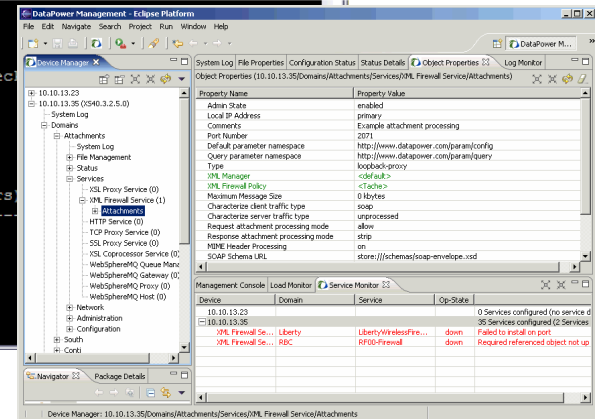 DataPower Management - Eclipse Platform
File Edit Navigate Search Project Run Window Help
DataPower M...
Device Manager
10.10.13.23
10.10.13.35 (XS40.3.2.5.0)
System Log
Domains
Attachments
System Log
File Management
Status
Services
XSL Proxy Service (0)
XML Firewall Service (1)
Attachments
HTTP Service (0)
TCP Proxy Service (0)
SSL Proxy Service (0)
XSL Coprocessor Service (0)
WebSphereMQ Queue Mana
WebSphereMQ Gateway (0)
WebSphereMQ Proxy (0)
WebSphereMQ Host (0)
Network
Administration
Configuration
South
Conti
Navigator Package Details
System Log File Properties Configuration Status Status Details Object Properties Log Monitor
Object Properties (10.10.13.35/Domains/Attachments/Services/XML Firewall Service/Attachments)
Property Name Property Value
Admin State enabled
Local IP Address primary
Comments Example attachment processing
Port Number 2071
Default parameter namespace http://www.datapower.com/param/config
Query parameter namespace http://www.datapower.com/param/query
Type loopback-proxy
XML Manager <default>
XML Firewall Policy <Tache>
Maximum Message Size 0 kbytes
Characterize client traffic type soap
Characterize server traffic type unprocessed
Request attachment processing mode allow
Response attachment processing mode strip
MIME Header Processing on
SOAP Schema URL store:///schemas/soap-envelope.xsd
Management Console Load Monitor Service Monitor
Device Domain Service Op-State
10.10.13.23 0 Services configured (no service d
10.10.13.35 35 Services configured (2 Services
XML Firewall Se... Liberty LibertyWirelessFire... down Failed to install on port
XML Firewall Se... RBC RF00-Firewall down Required referenced object not up
Device Manager: 10.10.13.35/Domains/Attachments/Services/XML Firewall Service/Attachments